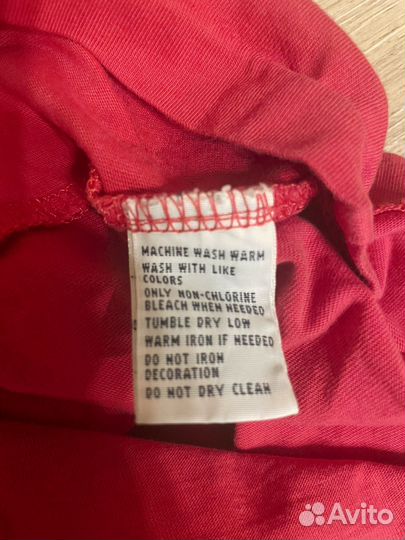 MACHINE WASH WARM
WASH WITH LIKE
COLORS
ONLY NON-CHLORINE
BLEACH WHEN NEEDED
TUMBLE DRY LOW
WARM IRON IF NEEDED
DO NOT IRON
DECORATION
DO NOT DRY CLEAN
Avito